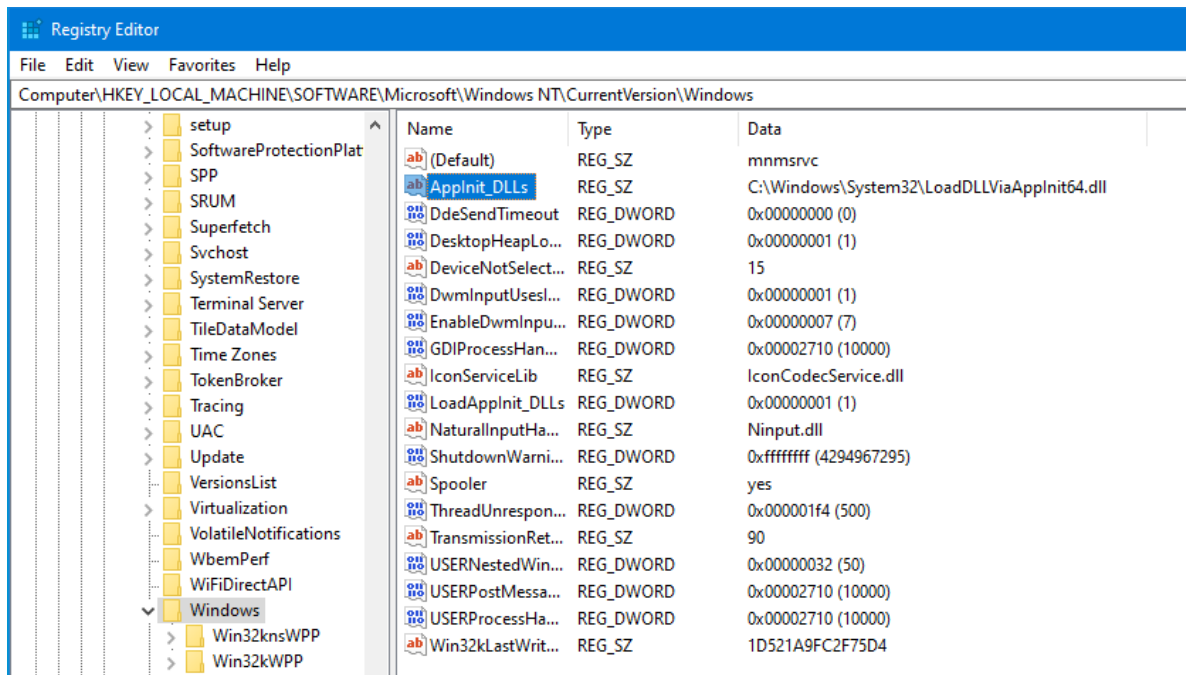 Registry Editor
File Edit View Favorites Help
Computer\HKEY_LOCAL_MACHINE\SOFTWARE\Microsoft\Windows NT\CurrentVersion\Windows
setup
SoftwareProtectionPlat
SPP
SRUM
Superfetch
Svchost
SystemRestore
Terminal Server
TileDataModel
Time Zones
TokenBroker
Tracing
UAC
Update
VersionsList
Virtualization
VolatileNotifications
WbemPerf
WiFiDirectAPI
Windows
Win32knsWPP
Win32kWPP
Name Type Data
(Default) REG_SZ mnmsrvc
AppInit_DLLs REG_SZ C:\Windows\System32\LoadDLLViaAppInit64.dll
DdeSendTimeout REG_DWORD 0x00000000 (0)
DesktopHeapLo... REG_DWORD 0x00000001 (1)
DeviceNotSelect... REG_SZ 15
DwmInputUsesI... REG_DWORD 0x00000001 (1)
EnableDwmInpu... REG_DWORD 0x00000007 (7)
GDIProcessHan... REG_DWORD 0x00002710 (10000)
IconServiceLib REG_SZ IconCodecService.dll
LoadAppInit_DLLs REG_DWORD 0x00000001 (1)
NaturalInputHa... REG_SZ Ninput.dll
ShutdownWarni... REG_DWORD 0xffffffff (4294967295)
Spooler REG_SZ yes
ThreadUnrespon... REG_DWORD 0x000001f4 (500)
TransmissionRet... REG_SZ 90
USERNestedWin... REG_DWORD 0x00000032 (50)
USERPostMessa... REG_DWORD 0x00002710 (10000)
USERProcessHa... REG_DWORD 0x00002710 (10000)
Win32kLastWrit... REG_SZ 1D521A9FC2F75D4